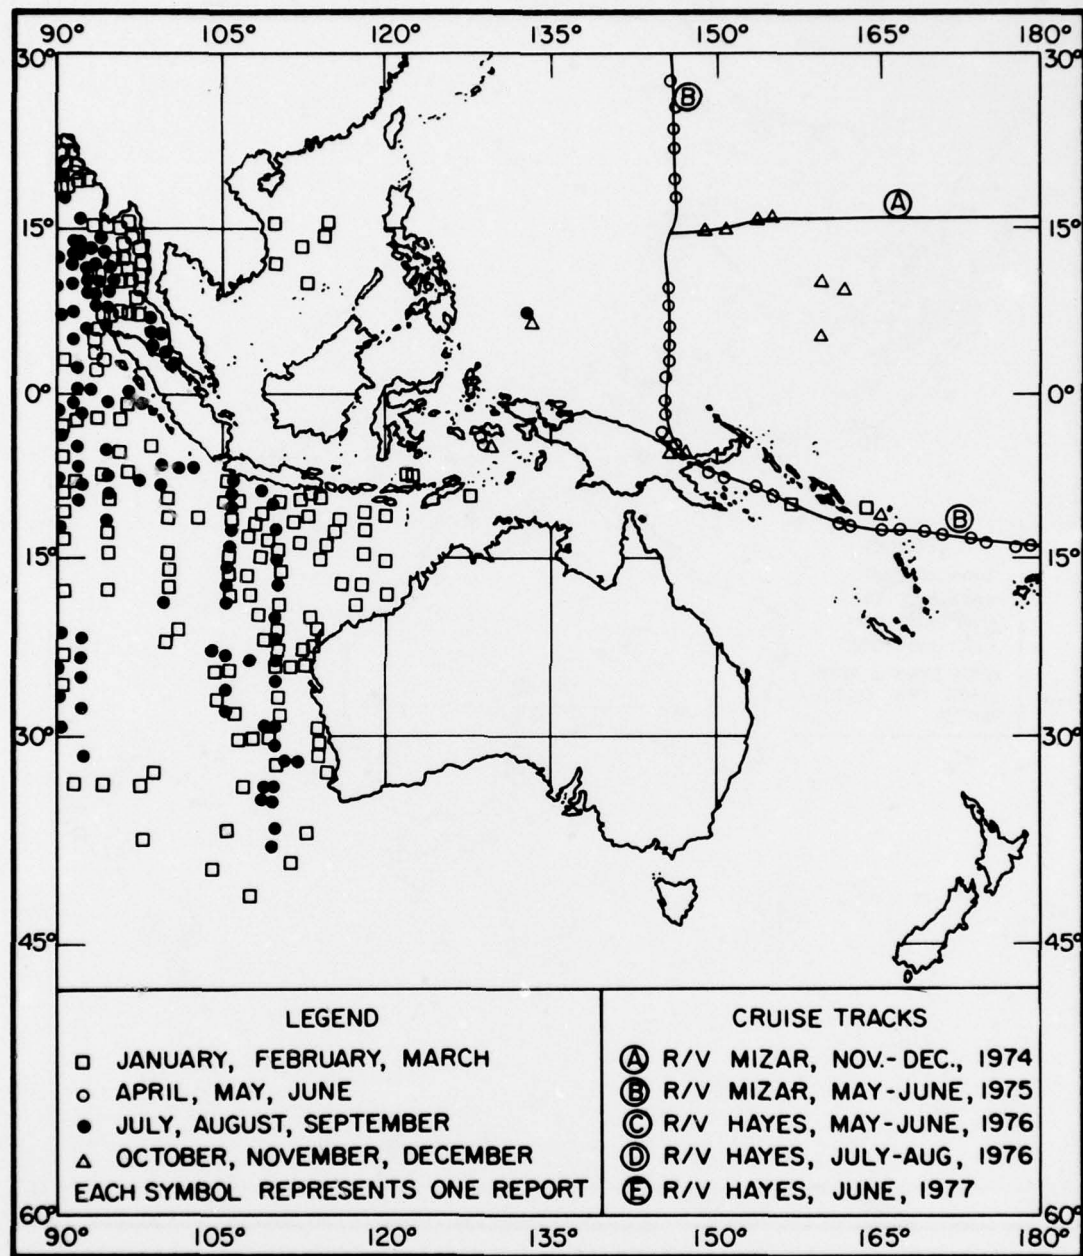 90° 105° 120° 135° 150° 165° 180°
30° 30°
B
A
15° 15°
0° 0°
B
15° 15°
30° 30°
45° 45°
LEGEND
□ JANUARY, FEBRUARY, MARCH
○ APRIL, MAY, JUNE
● JULY, AUGUST, SEPTEMBER
△ OCTOBER, NOVEMBER, DECEMBER
EACH SYMBOL REPRESENTS ONE REPORT
CRUISE TRACKS
Ⓐ R/V MIZAR, NOV.-DEC., 1974
Ⓑ R/V MIZAR, MAY-JUNE, 1975
Ⓒ R/V HAYES, MAY-JUNE, 1976
Ⓓ R/V HAYES, JULY-AUG, 1976
Ⓔ R/V HAYES, JUNE, 1977
60° 60°
90° 105° 120° 135° 150° 165° 180°